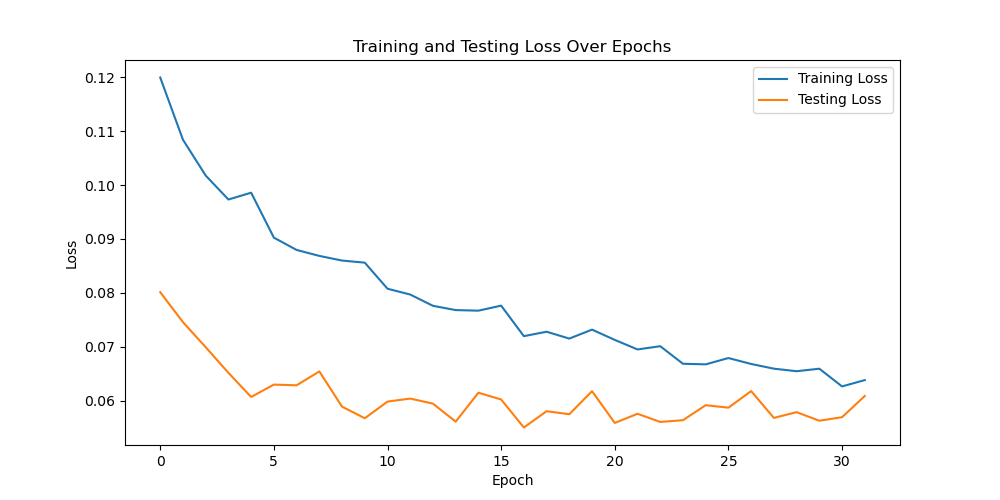 Training and Testing Loss Over Epochs
Training Loss
Testing Loss
0.12
0.11
0.10
0.09
0.08
0.07
0.06
Loss
0
5
10
15
20
25
30
Epoch